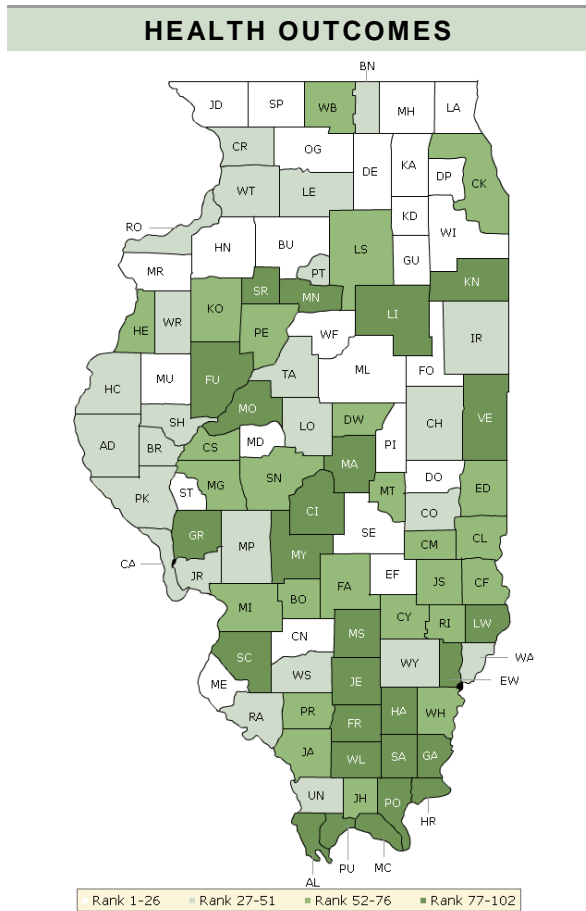 HEALTH OUTCOMES
BN
JD SP WB MH LA
CR OG DE KA DP CK
WT LE KD
RO HN BU LS WI
MR PT GU
SR MN KN
HE WR KO LI
PE WF IR
TA ML FO
HC MU FU
MO
SH LO DW CH VE
AD BR CS MD PI
MA
PK ST MG SN MT DO ED
CI CO
GR MP SE CM CL
CA JR MY
FA EF JS CF
MI BO CY
CN MS RI LW
SC WY WA
ME WS JE EW
RA PR FR HA WH
JA WL SA GA
UN JH PO
HR
AL PU MC
Rank 1-26 Rank 27-51 Rank 52-76 Rank 77-102